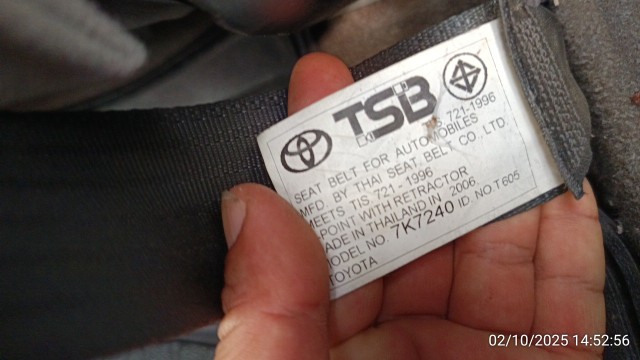 TSB
TIS. 721-1996
SEAT BELT FOR AUTOMOBILES
MFD. BY THAI SEAT BELT CO., LTD.
MEETS TIS. 721 - 1996
POINT WITH RETRACTOR
MADE IN THAILAND IN 2006
MODEL NO. 7K7240 ID. NO. T605
TOYOTA
02/10/2025 14:52:56